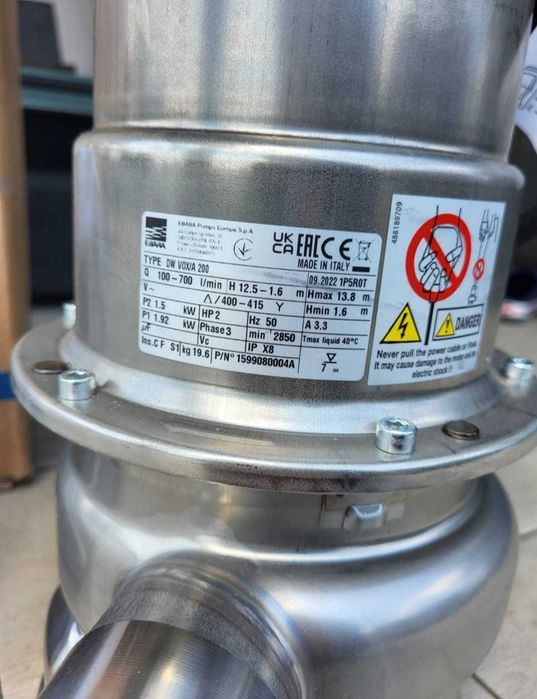 EBARA
EBARA Pumps Europe S.p.A
UK CA EAC CE
MADE IN ITALY
TYPE DW VOX/A 200
09.2022 1P5R0T
Q 100-700 l/min H 12.5-1.6 m Hmax 13.8 m
V~ △/400-415 Y Hmin 1.6 m
P2 1.5 kW HP 2 Hz 50 A 3.3
P1 1.92 kW Phase 3 min⁻ 2850 Tmax liquid 40°C
µF Vc IP X8
Ins.C F S1 kg 19.6 P/N° 1599080004A 7 m
488189709
DANGER
Never pull the power cable or float.
It may cause damage to the motor and an
electric shock !!